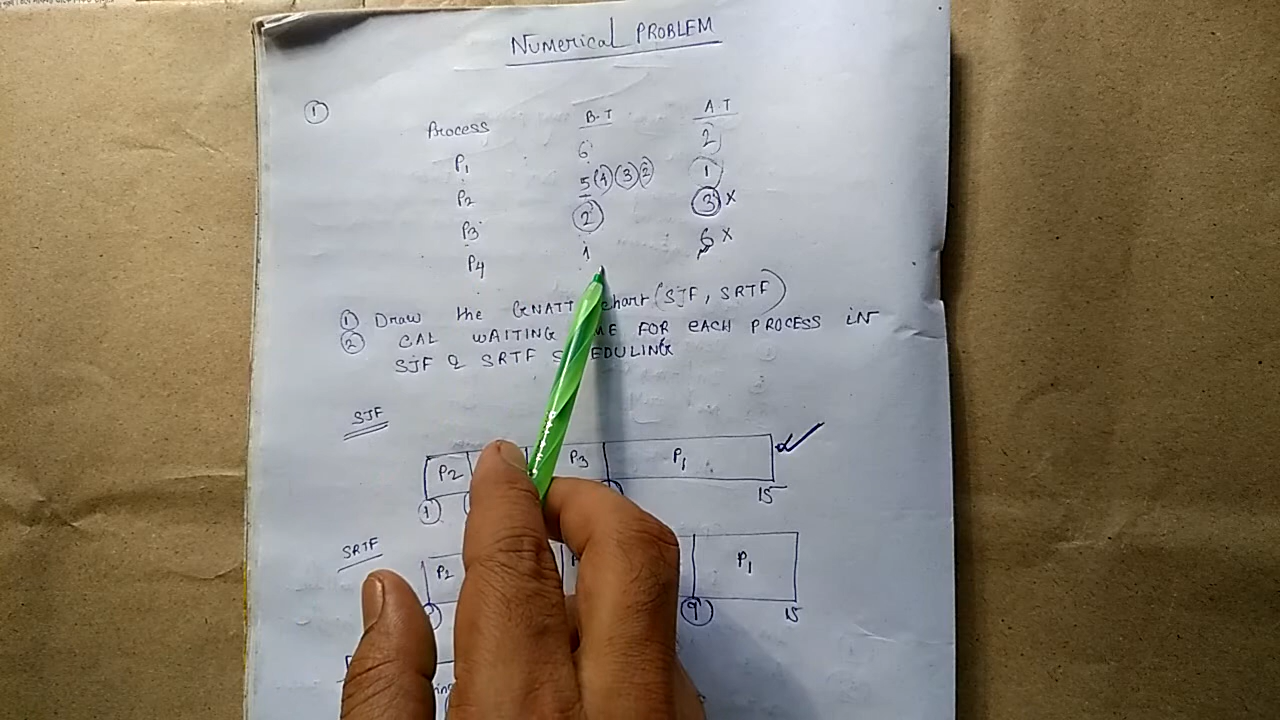 Numerical PROBLEM
① Process B.T A.T
P1 6 2
P2 5 ④ ③ ② 1
P3 2 3 x
P4 1 x
① Draw the GNATT chart (SJF, SRTF)
② CAL WAITING FOR EACH PROCESS IN
SJF & SRTF SCHEDULING
SJF
P2 P3 P1
1 15
SRTF
P2 P1
9 15